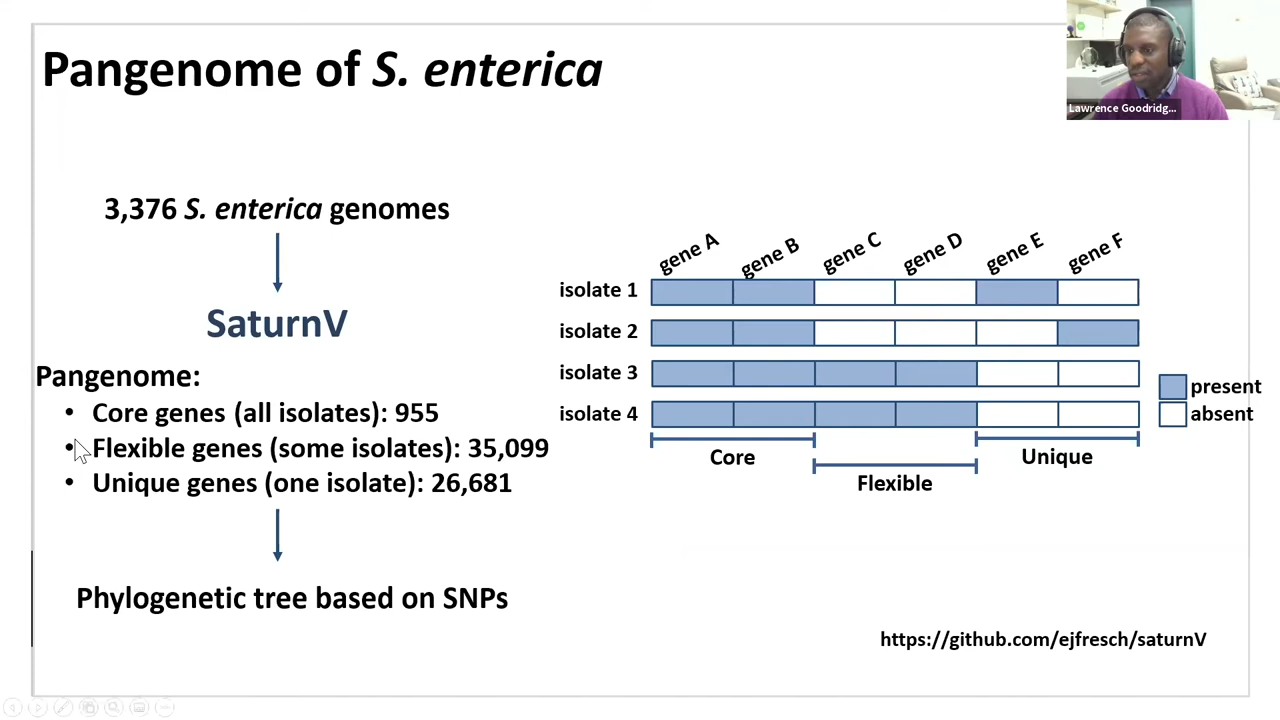 Pangenome of S. enterica
Lawrence Goodridg...
3,376 S. enterica genomes
SaturnV
Pangenome:
• Core genes (all isolates): 955
• Flexible genes (some isolates): 35,099
• Unique genes (one isolate): 26,681
Phylogenetic tree based on SNPs
gene A gene B gene C gene D gene E gene F
isolate 1
isolate 2
isolate 3
isolate 4
present
absent
Core
Flexible
Unique
https://github.com/ejfresch/saturnV